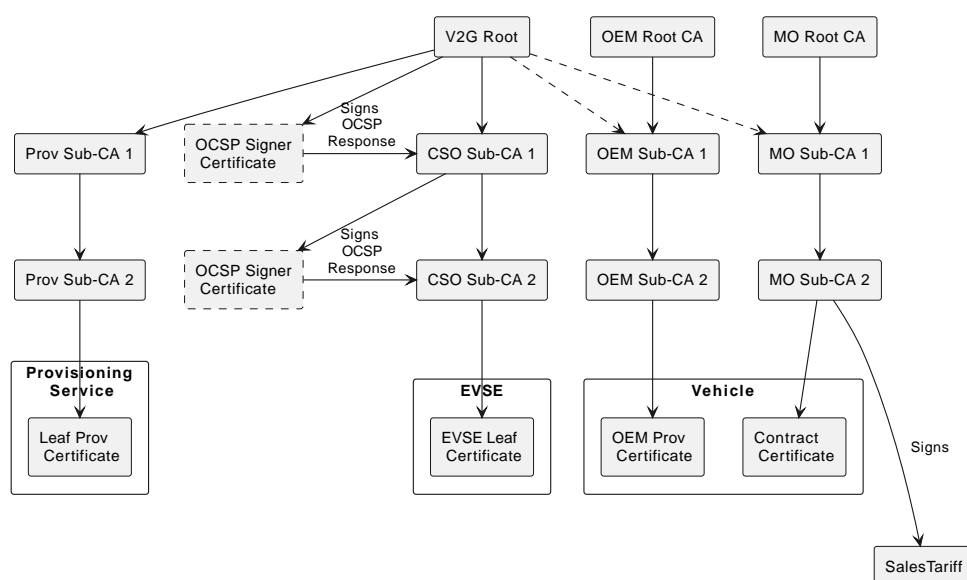 V2G Root
OEM Root CA
MO Root CA
Signs
OCSP
Response
Prov Sub-CA 1
OCSP Signer
Certificate
CSO Sub-CA 1
OEM Sub-CA 1
MO Sub-CA 1
Signs
OCSP
Response
Prov Sub-CA 2
OCSP Signer
Certificate
CSO Sub-CA 2
OEM Sub-CA 2
MO Sub-CA 2
Provisioning
Service
EVSE
Vehicle
Leaf Prov
Certificate
EVSE Leaf
Certificate
OEM Prov
Certificate
Contract
Certificate
Signs
SalesTariff